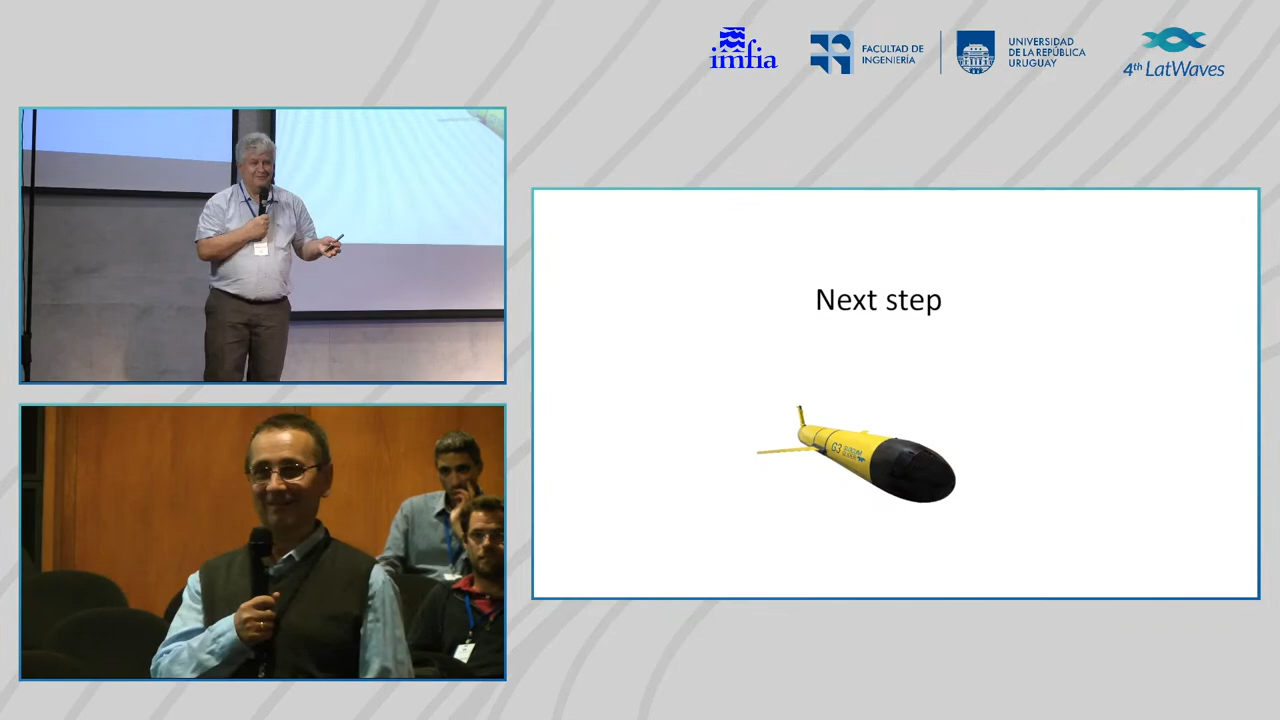 imfia
FACULTAD DE
INGENIERÍA
UNIVERSIDAD
DE LA REPÚBLICA
URUGUAY
4th LatWaves
Next step
G3